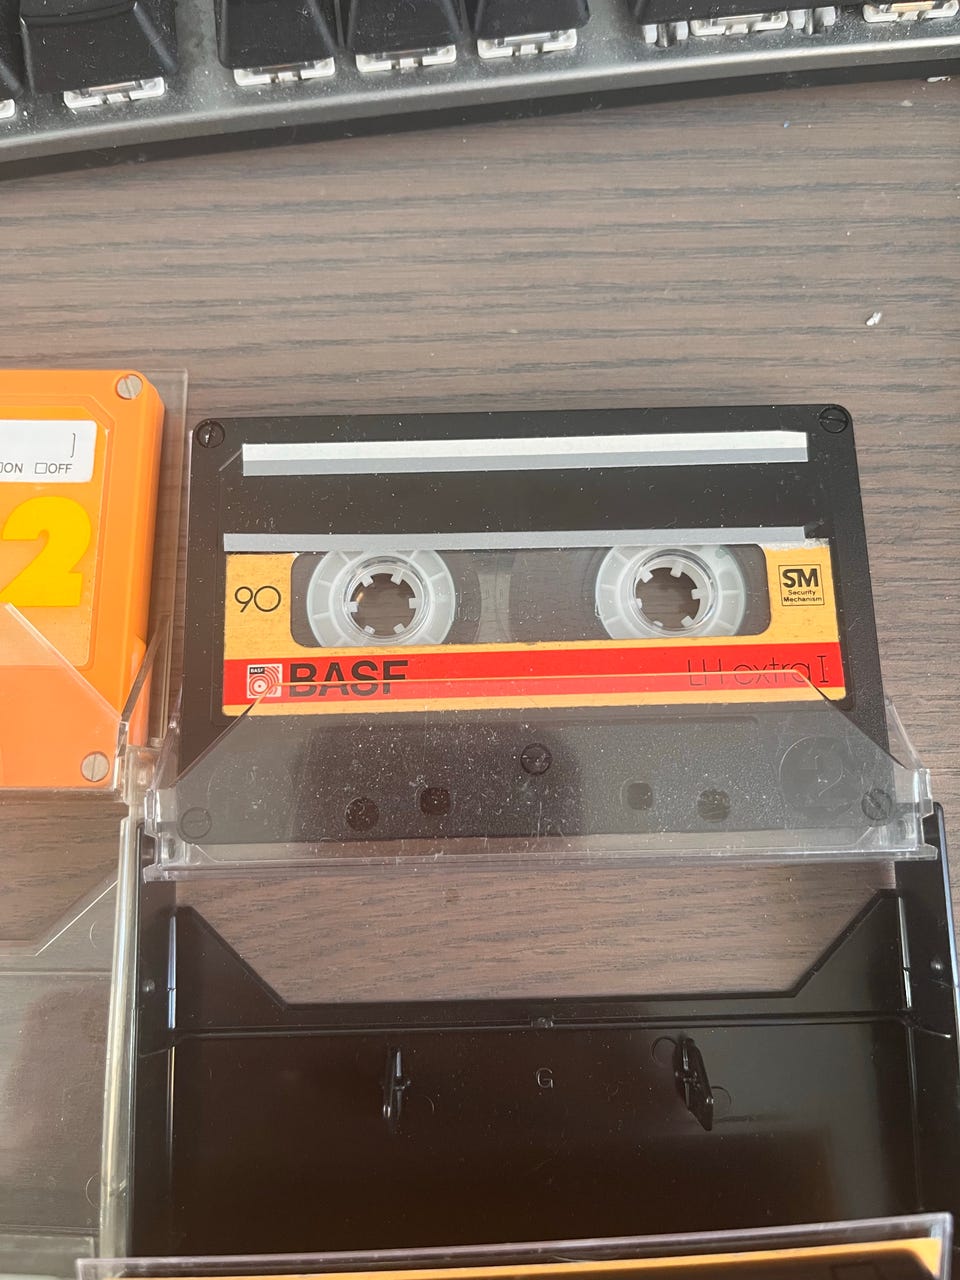 ON OFF
2
90
SM
Security
Mechanism
BASF
BASF
LH extra I
2
G